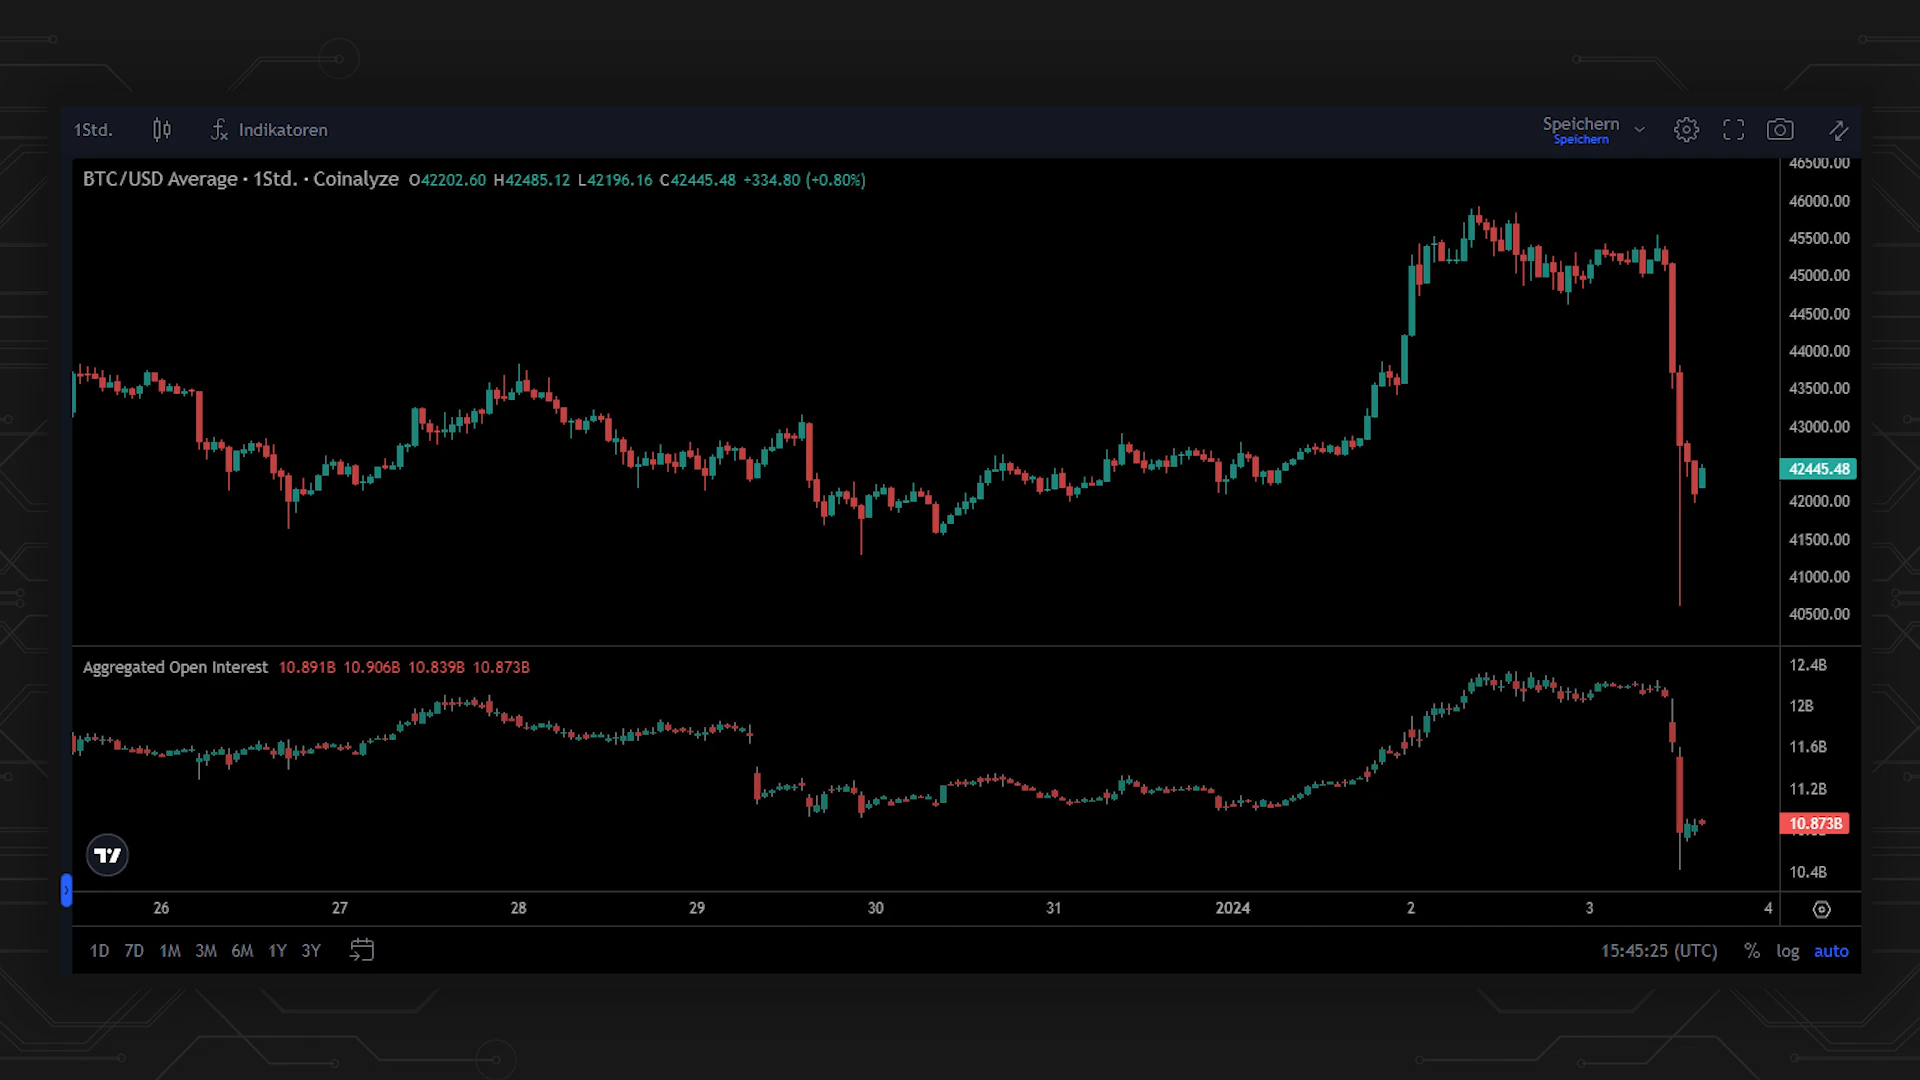 1Std. Indikatoren Speichern
Speichern
BTC/USD Average · 1Std. · Coinalyze O42202.60 H42485.12 L42196.16 C42445.48 +334.80 (+0.80%)
46500.00
46000.00
45500.00
45000.00
44500.00
44000.00
43500.00
43000.00
42445.48
42000.00
41500.00
41000.00
40500.00
Aggregated Open Interest 10.891B 10.906B 10.839B 10.873B
12.4B
12B
11.6B
11.2B
10.873B
10.4B
26 27 28 29 30 31 2024 2 3 4
1D 7D 1M 3M 6M 1Y 3Y 15:45:25 (UTC) % log auto